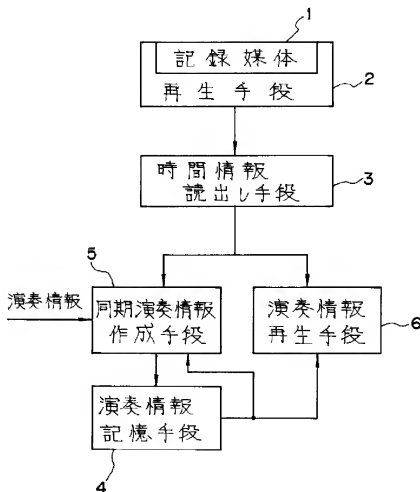 1
記録媒体
再生手段
2
時間情報
読出し手段
3
5
演奏情報
同期演奏情報
作成手段
演奏情報
再生手段
6
演奏情報
記憶手段
4